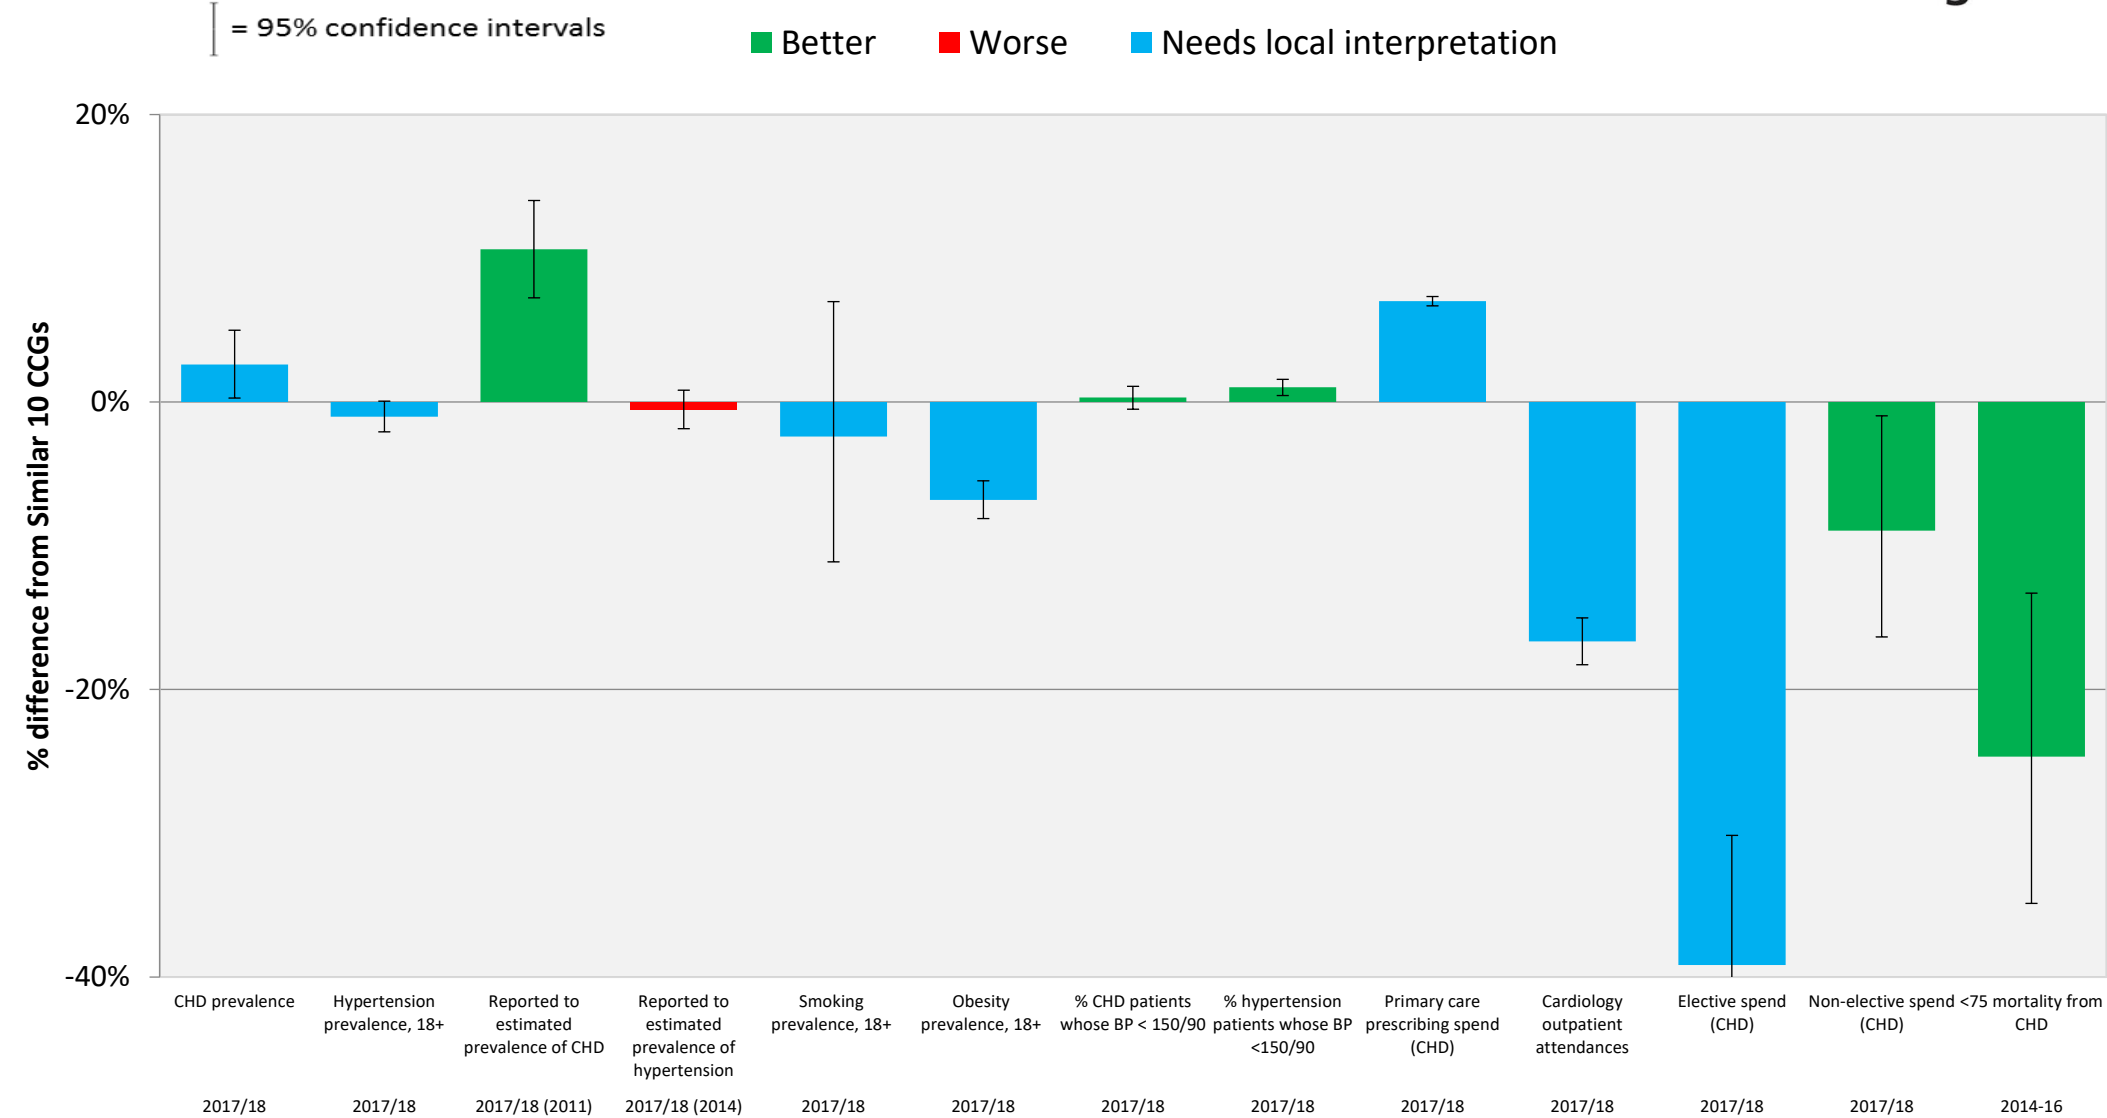 = 95% confidence intervals
Better
Worse
Needs local interpretation
% difference from Similar 10 CCGs
20%
0%
-20%
-40%
CHD prevalence
2017/18
Hypertension
prevalence, 18+
2017/18
Reported to
estimated
prevalence of CHD
2017/18 (2011)
Reported to
estimated
prevalence of
hypertension
2017/18 (2014)
Smoking
prevalence, 18+
2017/18
Obesity
prevalence, 18+
2017/18
% CHD patients
whose BP < 150/90
2017/18
% hypertension
patients whose BP
<150/90
2017/18
Primary care
prescribing spend
(CHD)
2017/18
Cardiology
outpatient
attendances
2017/18
Elective spend
(CHD)
2017/18
Non-elective spend
(CHD)
2017/18
<75 mortality from
CHD
2014-16